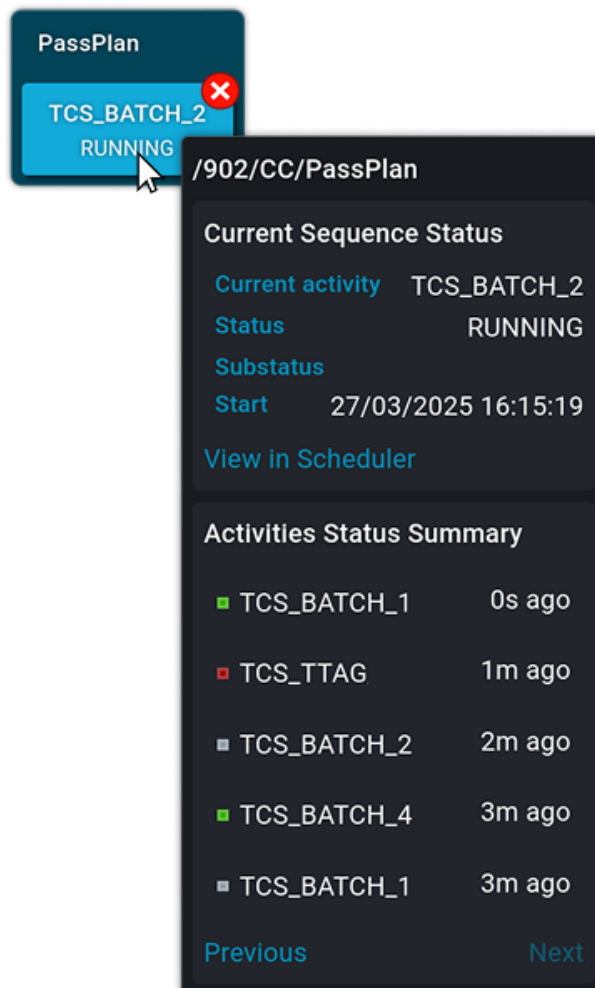 PassPlan
TCS_BATCH_2
RUNNING
/902/CC/PassPlan
Current Sequence Status
Current activity TCS_BATCH_2
Status RUNNING
Substatus
Start 27/03/2025 16:15:19
View in Scheduler
Activities Status Summary
TCS_BATCH_1 0s ago
TCS_TTAG 1m ago
TCS_BATCH_2 2m ago
TCS_BATCH_4 3m ago
TCS_BATCH_1 3m ago
Previous Next